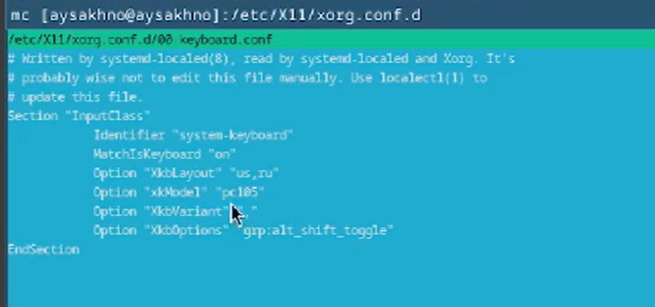 mc [aysakhno@aysakhno]:/etc/X11/xorg.conf.d
/etc/X11/xorg.conf.d/00 keyboard.conf
# Written by systemd-localed(8), read by systemd-localed and Xorg. It's
# probably wise not to edit this file manually. Use localectl(1) to
# update this file.
Section "InputClass"
Identifier "system-keyboard"
MatchIsKeyboard "on"
Option "XkbLayout" "us,ru"
Option "xkModel" "pc105"
Option "XkbVariant" ","
Option "XkbOptions" "grp:alt_shift_toggle"
EndSection